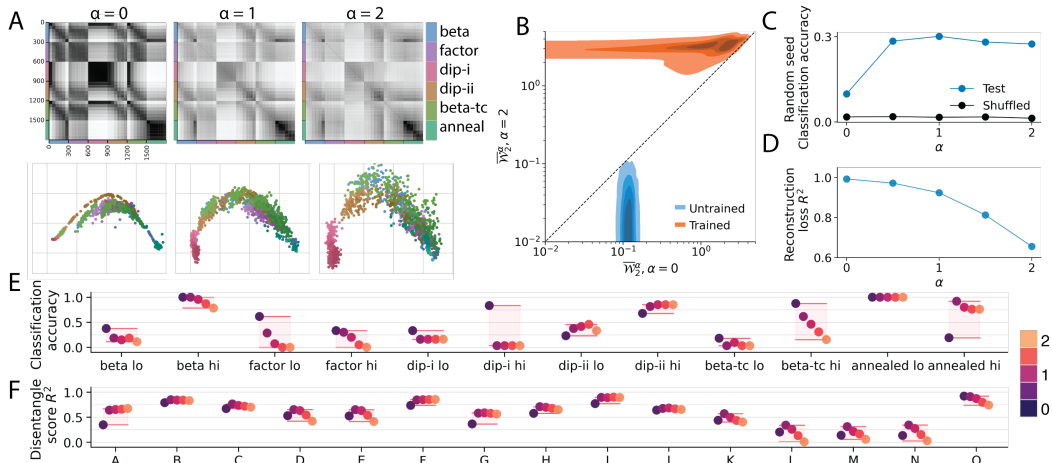 A
α = 0
α = 1
α = 2
0
300
600
900
1200
1500
0
300
600
900
1200
1500
beta
factor
dip-i
dip-ii
beta-tc
anneal
B
10⁰
10⁻¹
10⁻²
10⁻²
10⁻¹
10⁰
W̅₂^α, α = 2
W̅₂^α, α = 0
Untrained
Trained
C
Random seed
Classification accuracy
0.3
0.0
Test
Shuffled
0
1
2
α
D
Reconstruction
loss R²
1.0
0.8
0.6
0
1
2
α
E
Classification
accuracy
1.0
0.5
0.0
beta lo
beta hi
factor lo
factor hi
dip-i lo
dip-i hi
dip-ii lo
dip-ii hi
beta-tc lo
beta-tc hi
annealed lo
annealed hi
2
1
0
F
Disentangle
score R²
1.0
0.5
0.0
A
B
C
D
E
F
G
H
K
M
N